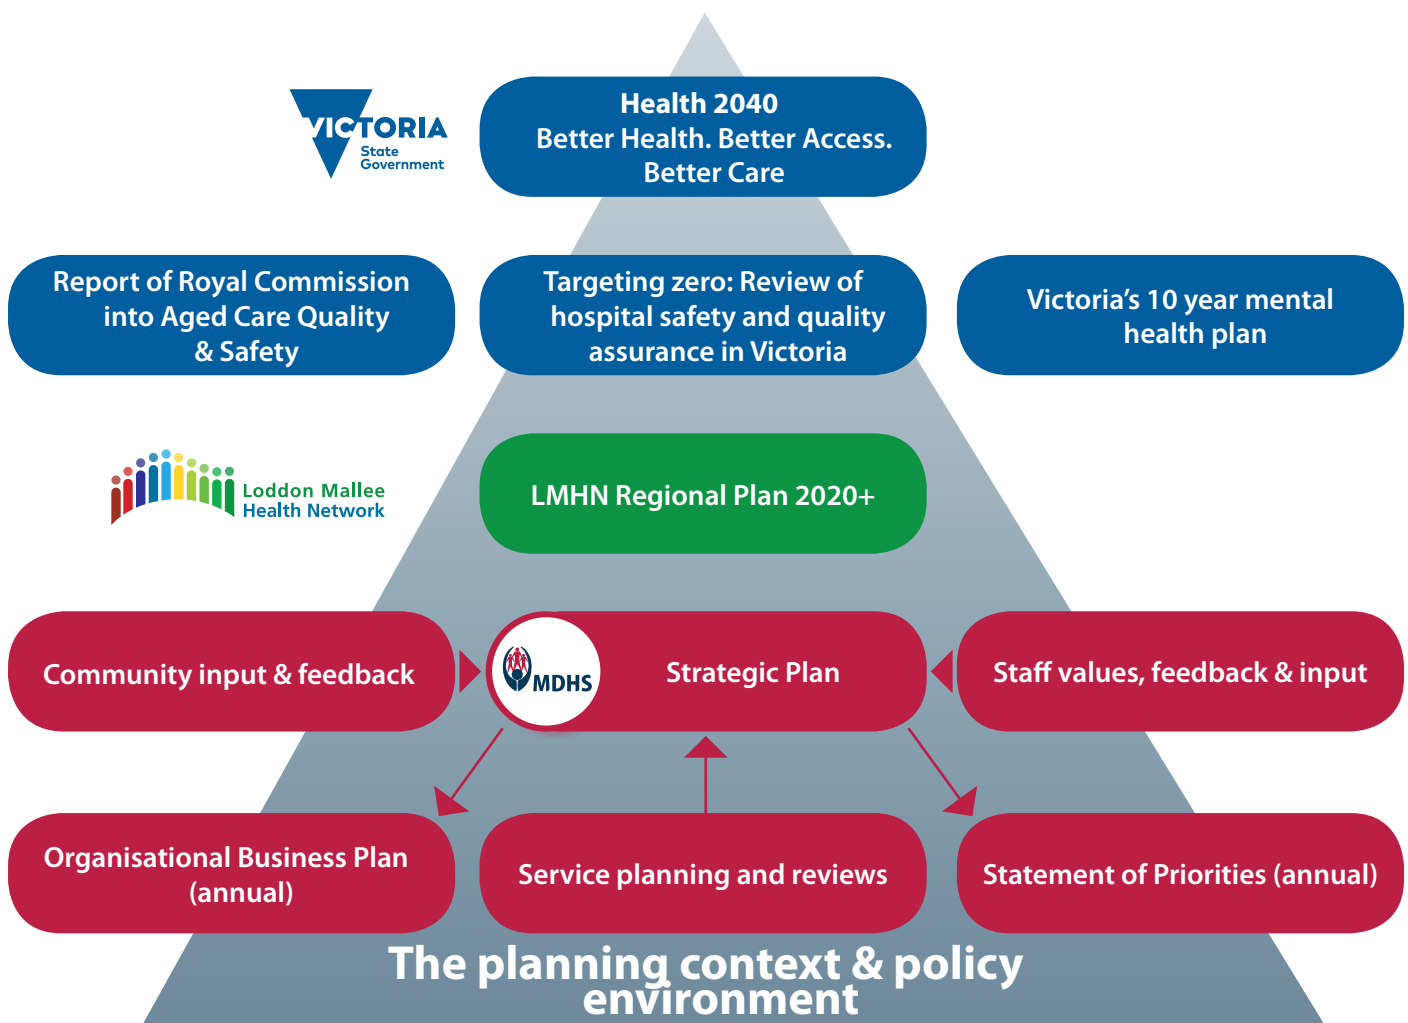 VICTORIA
State
Government
Health 2040
Better Health. Better Access.
Better Care
Report of Royal Commission
into Aged Care Quality
& Safety
Targeting zero: Review of
hospital safety and quality
assurance in Victoria
Victoria's 10 year mental
health plan
Loddon Mallee
Health Network
LMHN Regional Plan 2020+
Community input & feedback
MDHS
Strategic Plan
Staff values, feedback & input
Organisational Business Plan
(annual)
Service planning and reviews
Statement of Priorities (annual)
The planning context & policy
environment